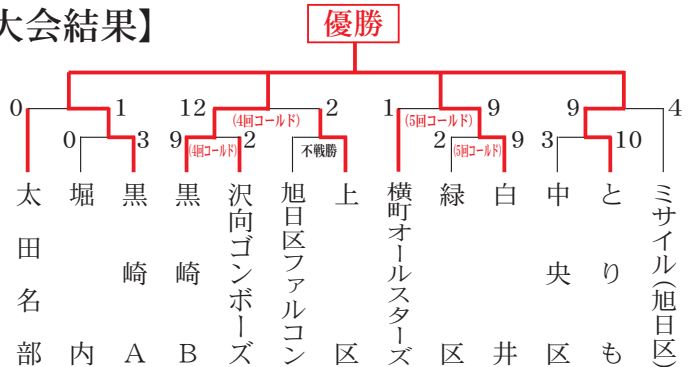 大会結果】
優勝
0 1 12 (4回コールド) 2 1 (5回コールド) 9 9 4
0 3 9 (4回コールド) 2 不戦勝 2 (5回コールド) 9 3 10
太田名部
堀内
黒崎A
黒崎B
沢向ゴンボーズ
旭日区ファルコン
上区
横町オールスターズ
緑区
白井
中央区
とりも
ミサイル(旭日区)